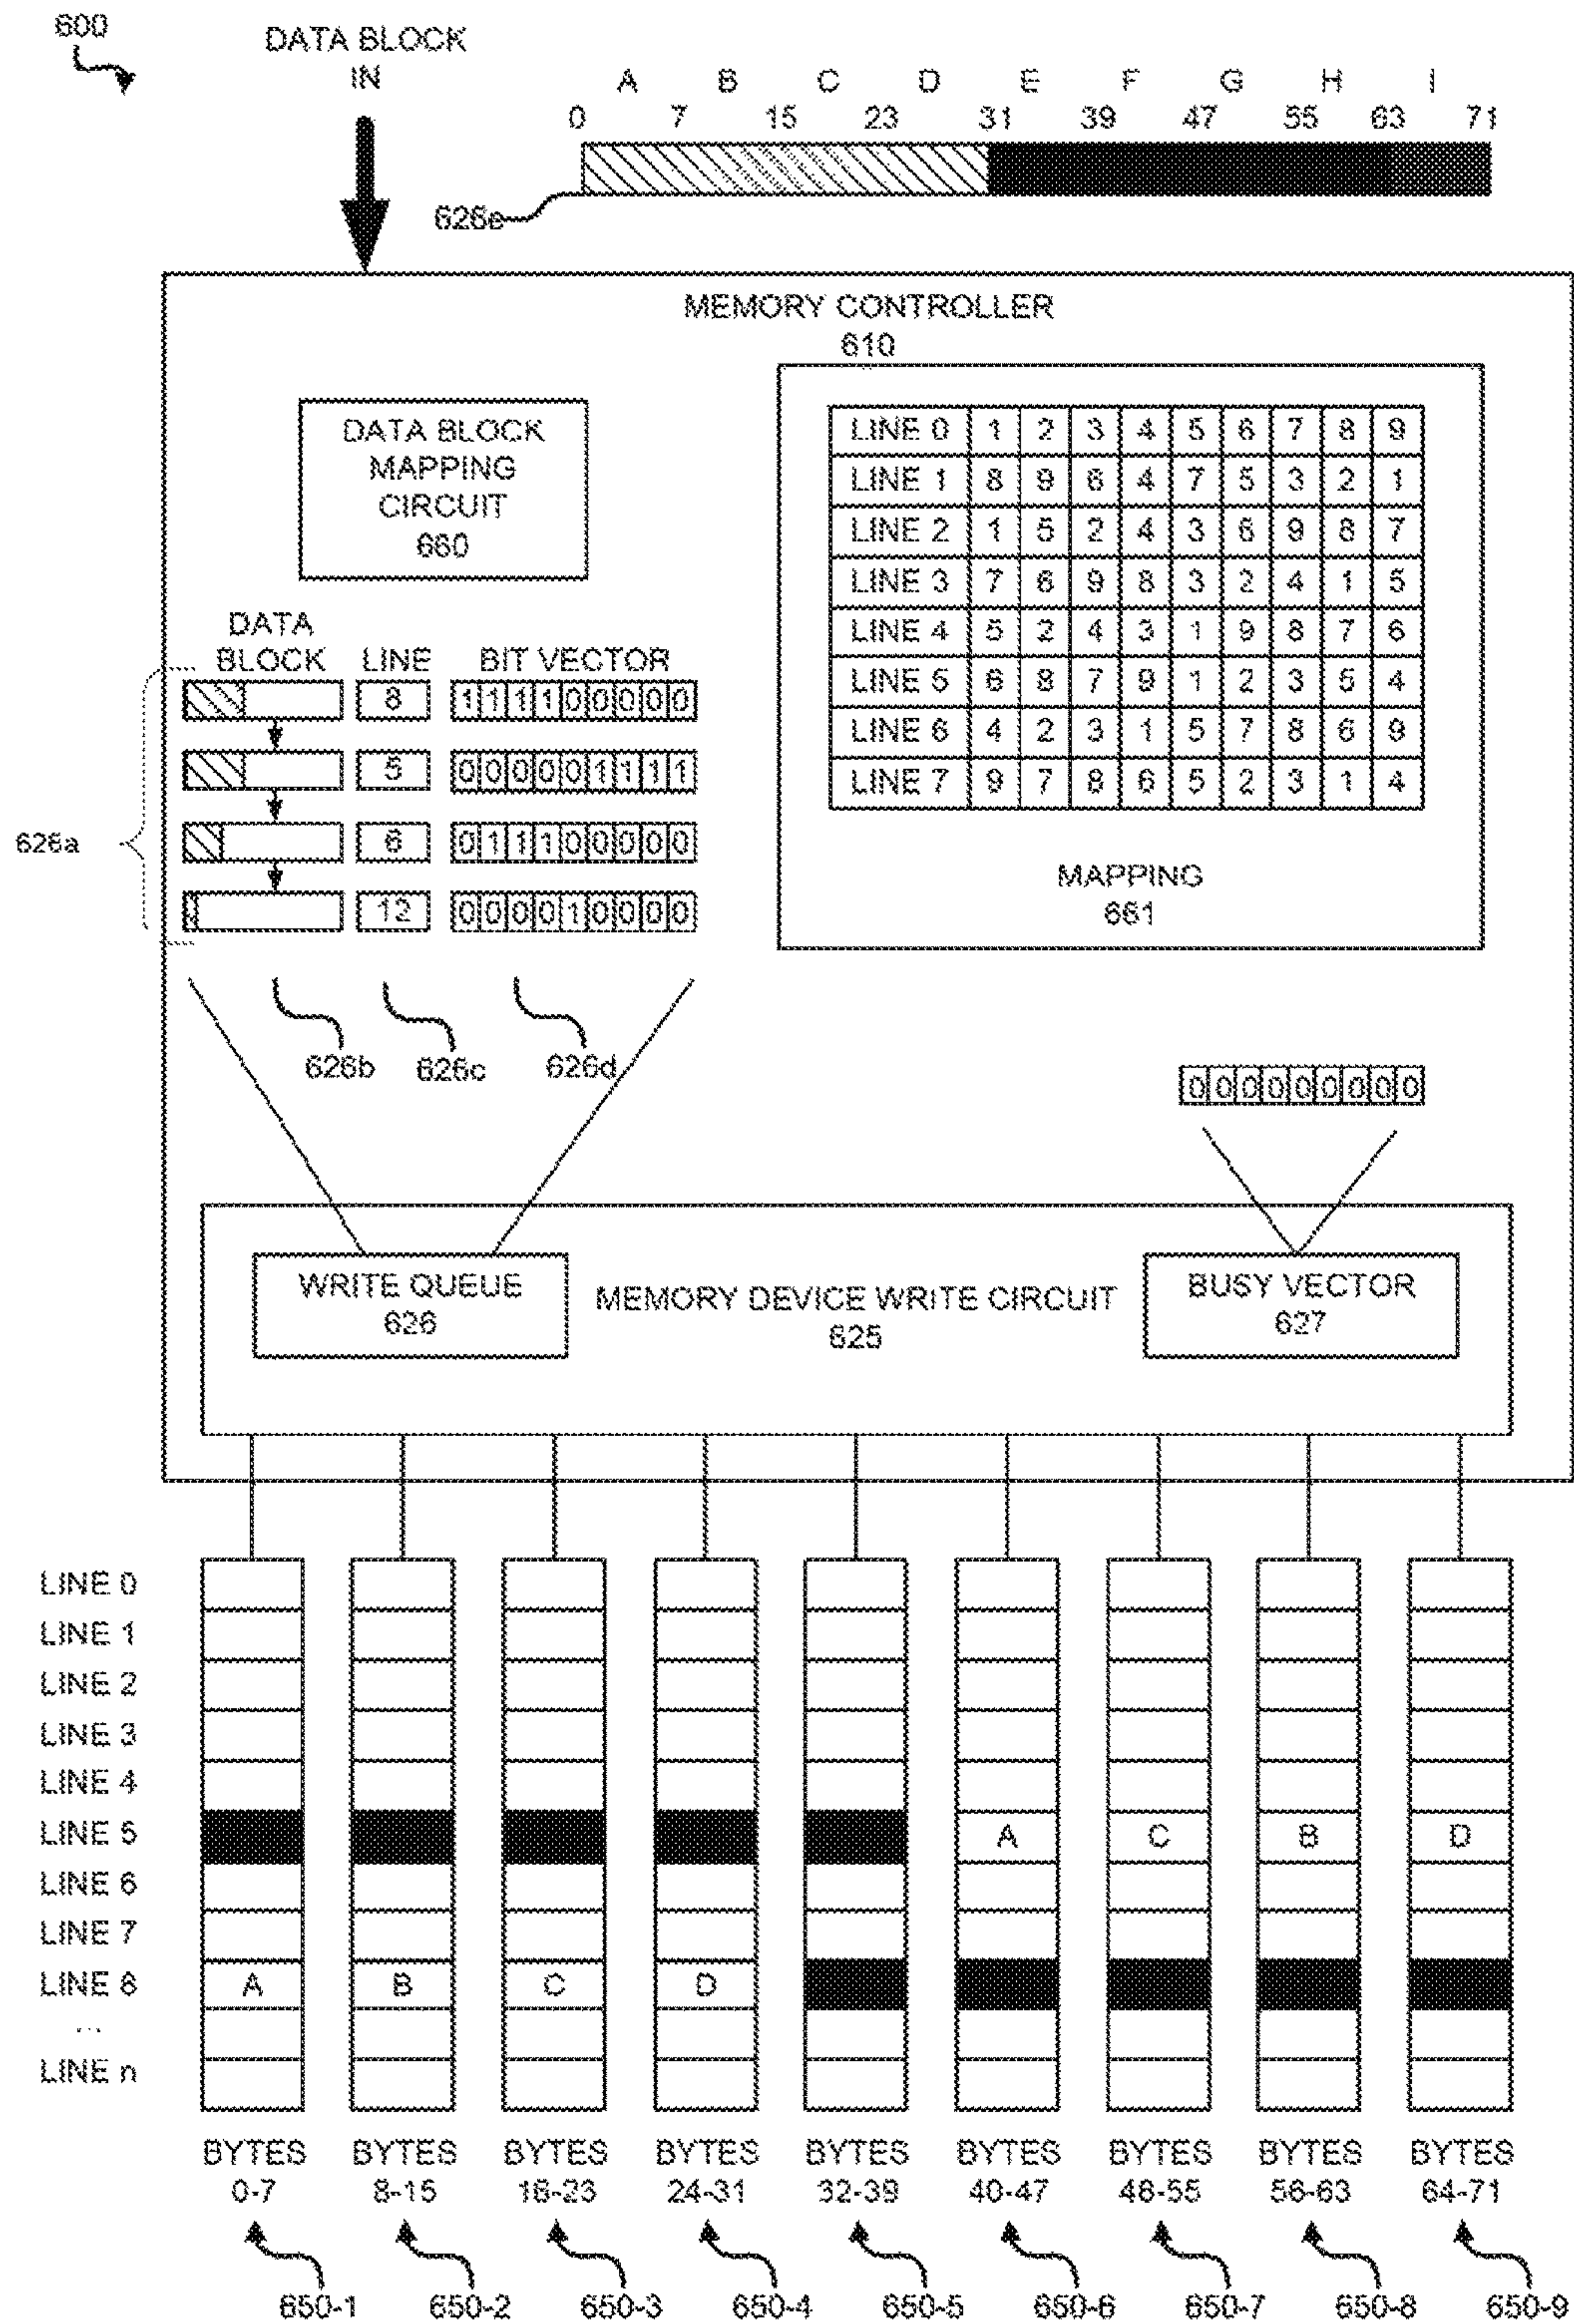 600
DATA BLOCK
IN
A B C D E F G H I
0 7 15 23 31 39 47 55 63 71
626e
MEMORY CONTROLLER
610
DATA BLOCK
MAPPING
CIRCUIT
660
LINE 0 1 2 3 4 5 6 7 8 9
LINE 1 8 9 6 4 7 5 3 2 1
LINE 2 1 5 2 4 3 6 9 8 7
LINE 3 7 6 9 8 3 2 4 1 5
LINE 4 5 2 4 3 1 9 8 7 6
LINE 5 6 8 7 9 1 2 3 5 4
LINE 6 4 2 3 1 5 7 8 6 9
LINE 7 9 7 8 6 5 2 3 1 4
MAPPING
661
DATA
BLOCK LINE BIT VECTOR
8 1 1 1 1 0 0 0 0 0
5 0 0 0 0 0 1 1 1 1
6 0 1 1 1 0 0 0 0 0
12 0 0 0 0 1 0 0 0 0
626a
626b 626c 626d
0 0 0 0 0 0 0 0 0
WRITE QUEUE
626
MEMORY DEVICE WRITE CIRCUIT
625
BUSY VECTOR
627
LINE 0
LINE 1
LINE 2
LINE 3
LINE 4
LINE 5 A C B D
LINE 6
LINE 7
LINE 8 A B C D
...
LINE n
BYTES BYTES BYTES BYTES BYTES BYTES BYTES BYTES BYTES
0-7 8-15 16-23 24-31 32-39 40-47 48-55 56-63 64-71
650-1 650-2 650-3 650-4 650-5 650-6 650-7 650-8 650-9